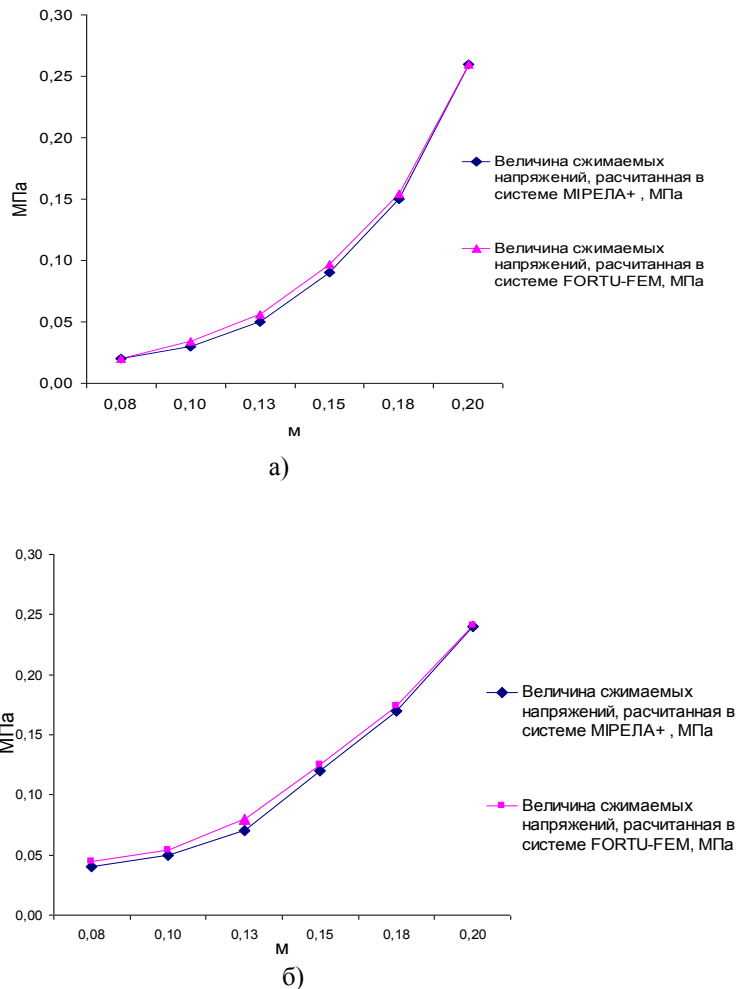 0,30
0,25
0,20
0,15
0,10
0,05
0,00
МПа
0,08 0,10 0,13 0,15 0,18 0,20
м
Величина сжимаемых
напряжений, расчитанная в
системе МІРЕЛА+ , МПа
Величина сжимаемых
напряжений, расчитанная в
системе FORTU-FEM, МПа
а)
0,30
0,25
0,20
0,15
0,10
0,05
0,00
МПа
0,08 0,10 0,13 0,15 0,18 0,20
м
Величина сжимаемых
напряжений, расчитанная в
системе МІРЕЛА+ , МПа
Величина сжимаемых
напряжений, расчитанная в
системе FORTU-FEM, МПа
б)